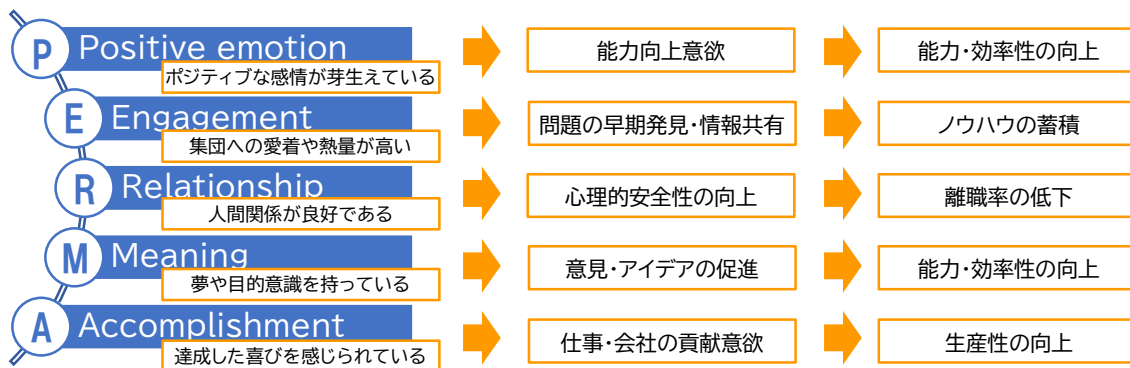 P Positive emotion
ポジティブな感情が芽生えている
能力向上意欲
能力・効率性の向上
E Engagement
集団への愛着や熱量が高い
問題の早期発見・情報共有
ノウハウの蓄積
R Relationship
人間関係が良好である
心理的安全性の向上
離職率の低下
M Meaning
夢や目的意識を持っている
意見・アイデアの促進
能力・効率性の向上
A Accomplishment
達成した喜びを感じられている
仕事・会社の貢献意欲
生産性の向上